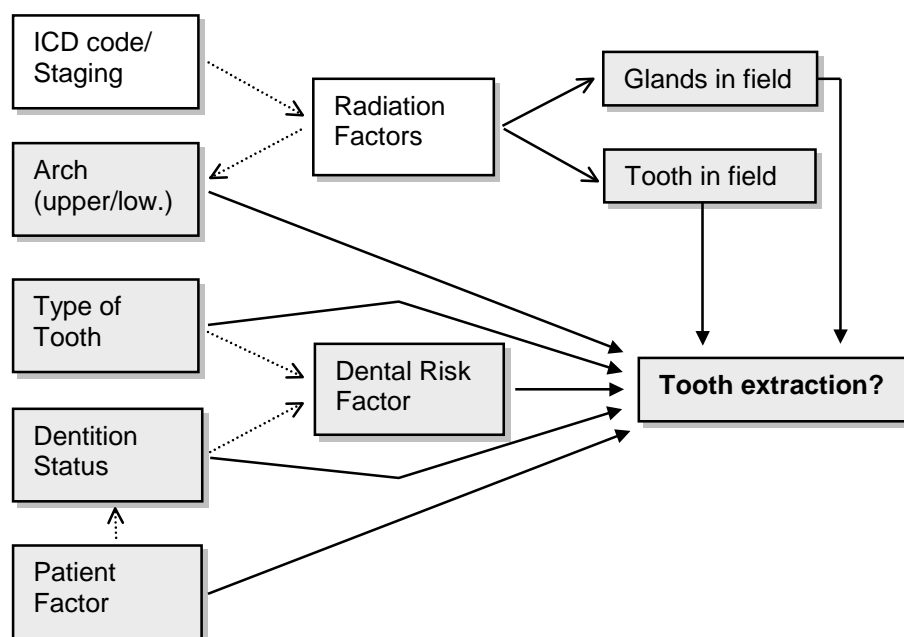 ICD code/
Staging
Radiation
Factors
Glands in field
Arch
(upper/low.)
Tooth in field
Type of
Tooth
Dental Risk
Factor
Tooth extraction?
Dentition
Status
Patient
Factor